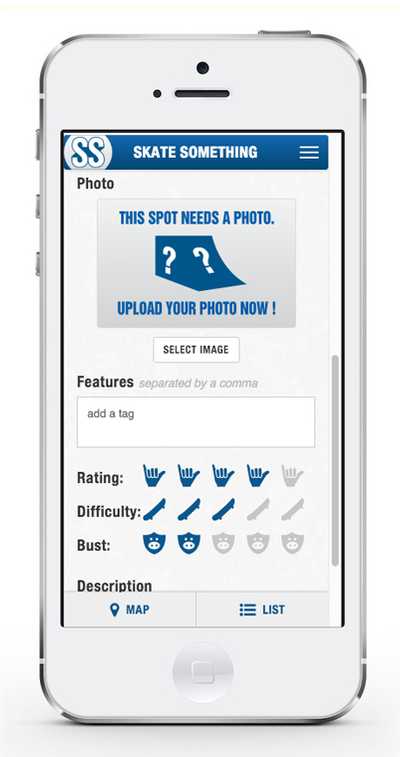 SS
SKATE SOMETHING
Photo
THIS SPOT NEEDS A PHOTO.
? ?
UPLOAD YOUR PHOTO NOW !
SELECT IMAGE
Features separated by a comma
add a tag
Rating:
Difficulty:
Bust:
Description
MAP
LIST